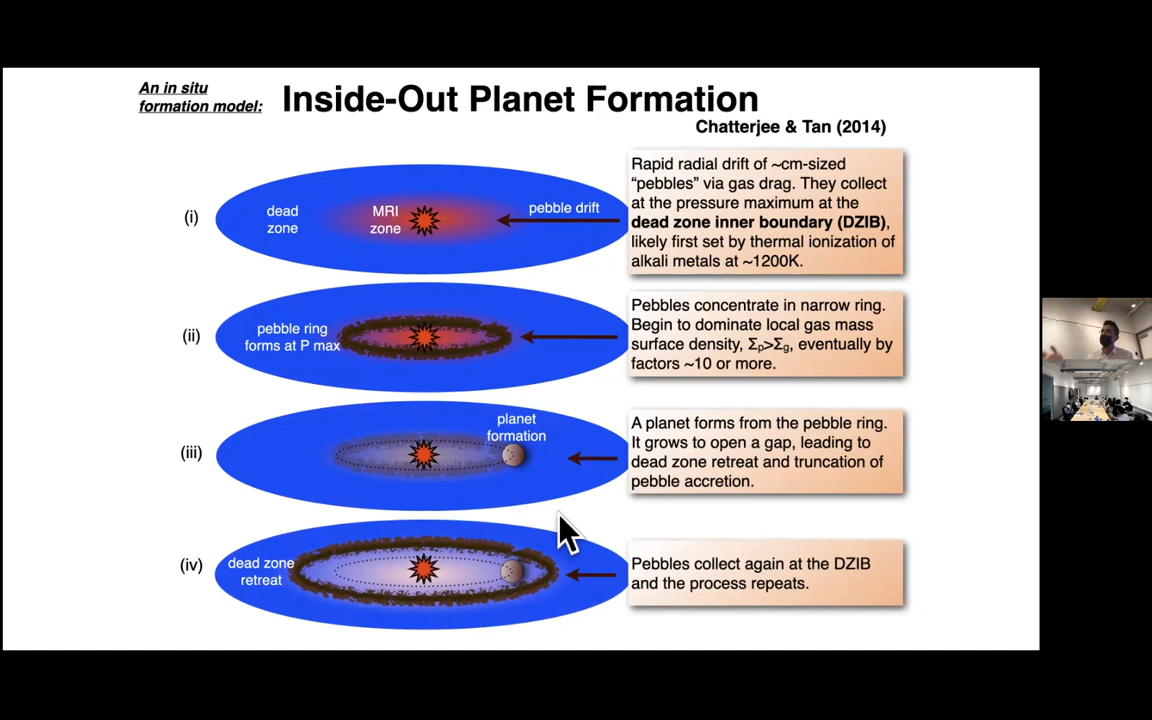 An in situ
formation model:
Inside-Out Planet Formation
Chatterjee & Tan (2014)
(i)
dead
zone
MRI
zone
pebble drift
Rapid radial drift of ~cm-sized
“pebbles” via gas drag. They collect
at the pressure maximum at the
dead zone inner boundary (DZIB),
likely first set by thermal ionization of
alkali metals at ~1200K.
(ii)
pebble ring
forms at P max
Pebbles concentrate in narrow ring.
Begin to dominate local gas mass
surface density, Σp>Σg, eventually by
factors ~10 or more.
(iii)
planet
formation
A planet forms from the pebble ring.
It grows to open a gap, leading to
dead zone retreat and truncation of
pebble accretion.
(iv)
dead zone
retreat
Pebbles collect again at the DZIB
and the process repeats.